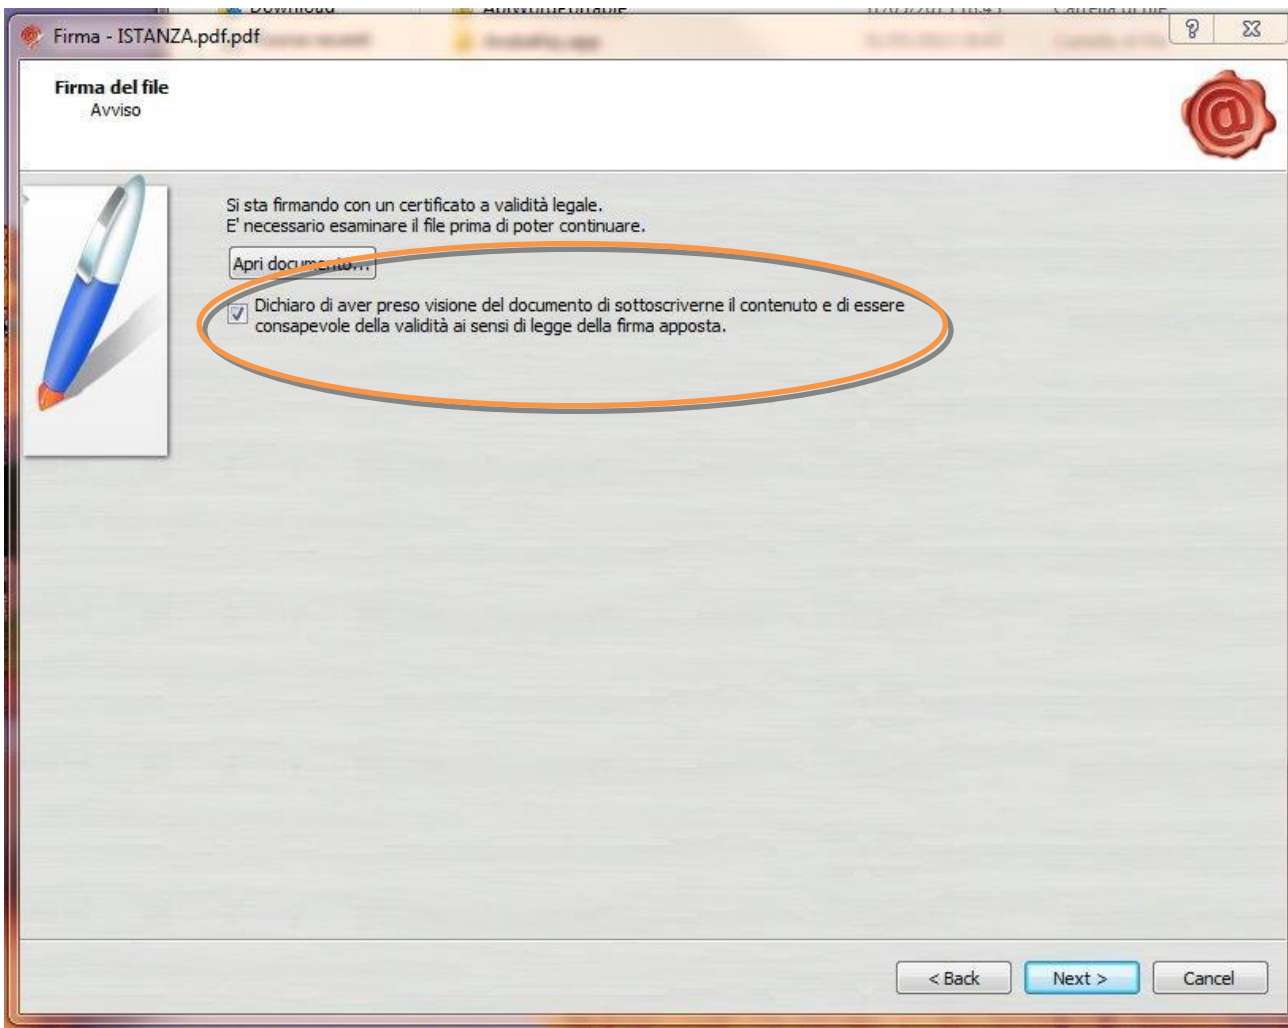 Download
AbiWordPortable
Firma - ISTANZA.pdf.pdf
Firma del file
Avviso
@
Si sta firmando con un certificato a validità legale.
E' necessario esaminare il file prima di poter continuare.
Apri documento...
Dichiaro di aver preso visione del documento di sottoscriverne il contenuto e di essere
consapevole della validità ai sensi di legge della firma apposta.
< Back
Next >
Cancel